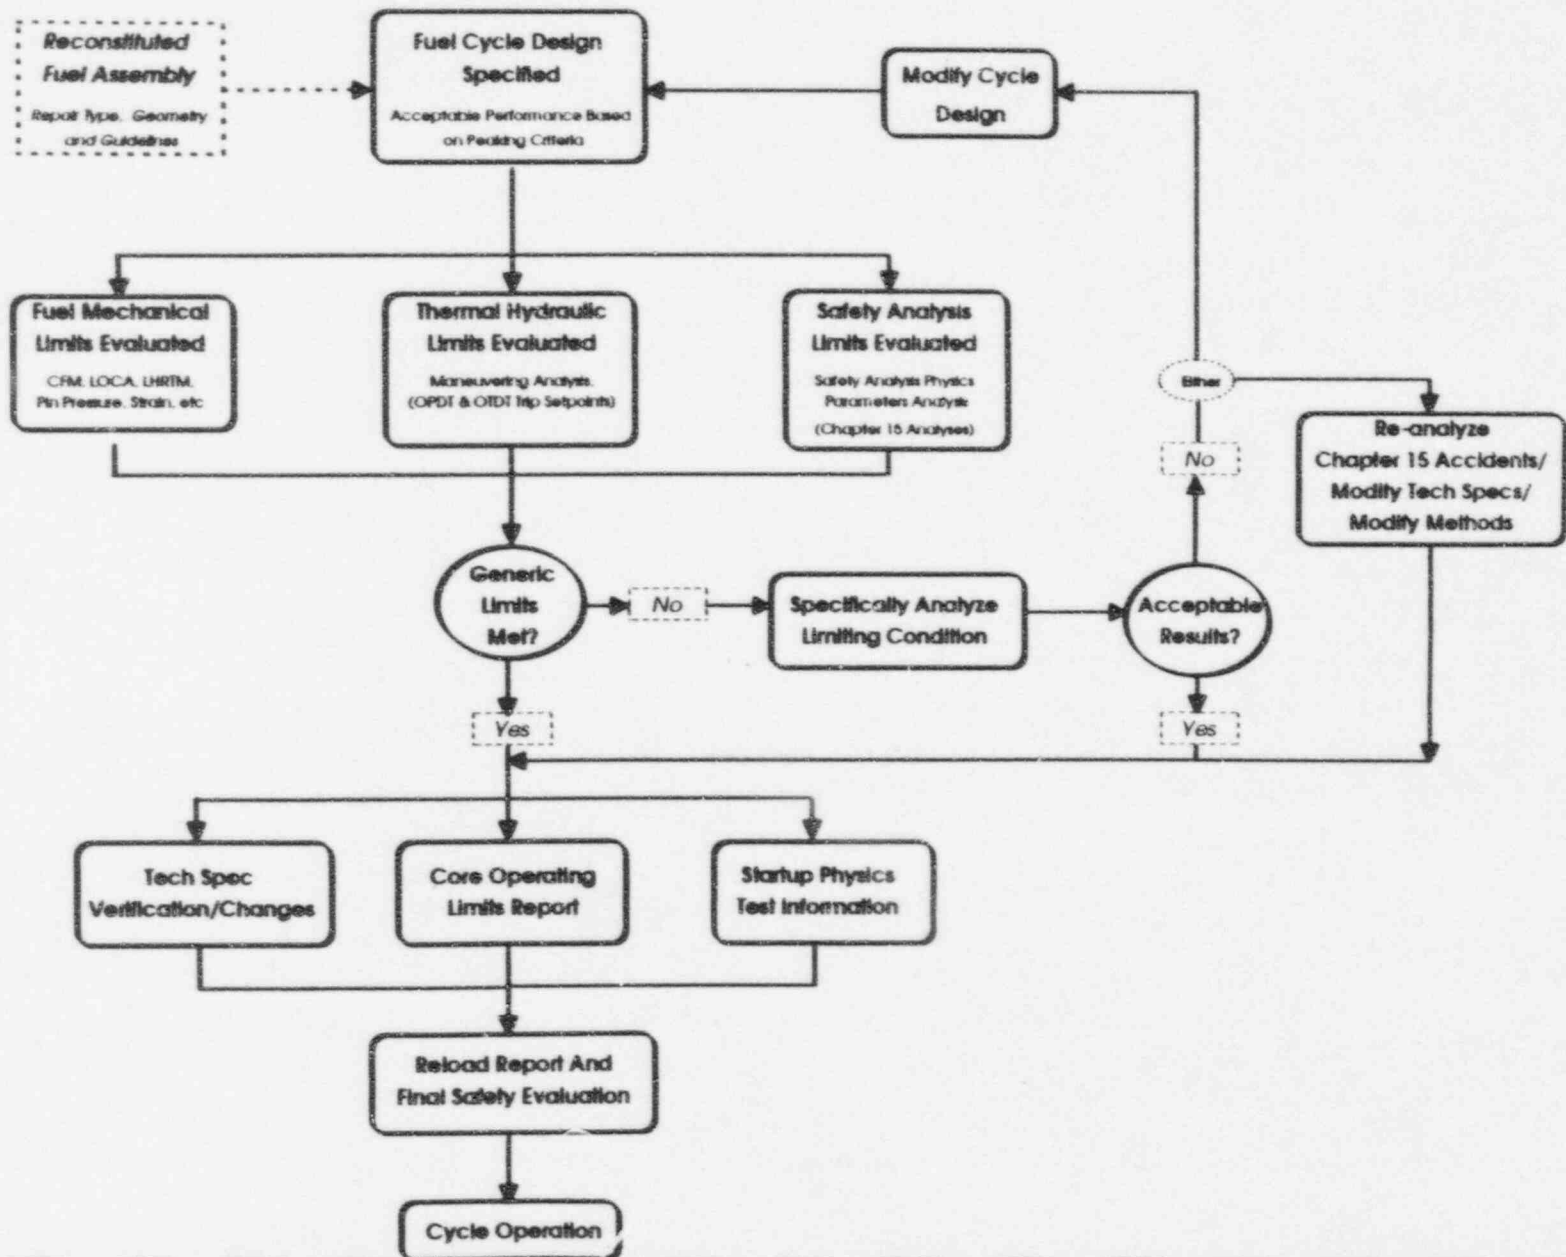 Reconstituted
Fuel Assembly
Repair Type, Geometry
and Guidelines
Fuel Cycle Design
Specified
Acceptable Performance Based
on Peaking Criteria
Modify Cycle
Design
Fuel Mechanical
Limits Evaluated
CFM, LOCA, LHRTM,
Pin Pressure, Strain, etc
Thermal Hydraulic
Limits Evaluated
Maneuvering Analysis,
(OPDT & OTDT Trip Setpoints)
Safety Analysis
Limits Evaluated
Safety Analysis Physics
Parameters Analysis
(Chapter 15 Analyses)
Either
Re-analyze
Chapter 15 Accidents/
Modify Tech Specs/
Modify Methods
No
Generic
Limits
Met?
No
Specifically Analyze
Limiting Condition
Acceptable
Results?
Yes
Yes
Tech Spec
Verification/Changes
Core Operating
Limits Report
Startup Physics
Test Information
Reload Report And
Final Safety Evaluation
Cycle Operation